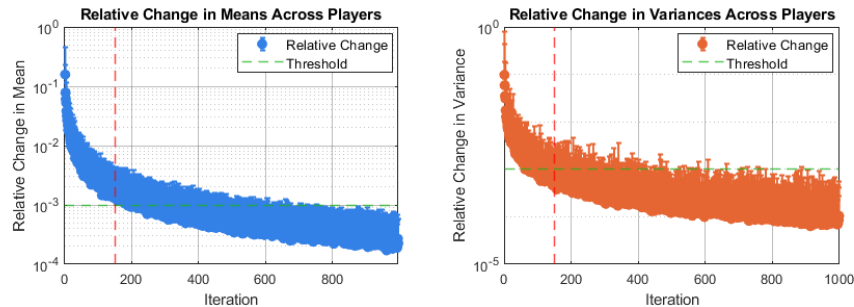 Relative Change in Means Across Players
10^0
10^-1
10^-2
10^-3
10^-4
Relative Change in Mean
Relative Change
Threshold
0
200
400
600
800
Iteration
Relative Change in Variances Across Players
10^0
10^-5
Relative Change in Variance
Relative Change
Threshold
0
200
400
600
800
1000
Iteration